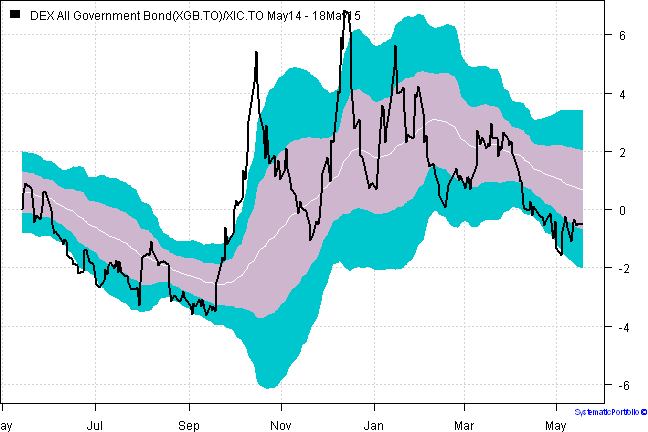 DEX All Government Bond(XGB.TO)/XIC.TO May14 - 18May15
6
4
2
0
-2
-4
-6
ay Jul Sep Nov Jan Mar May
SystematicPortfolio ©